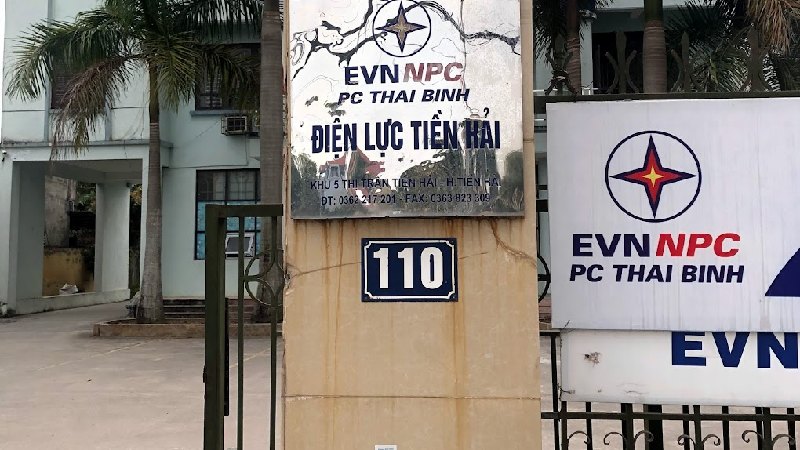 EVNNPC
PC THAI BINH
ĐIỆN LỰC TIỀN HẢI
KHU 5 THỊ TRẤN TIỀN HẢI - H.TIỀN HẢI
ĐT: 0363 217 201 - FAX: 0363 823 309
110
EVNNPC
PC THAI BINH
EVN